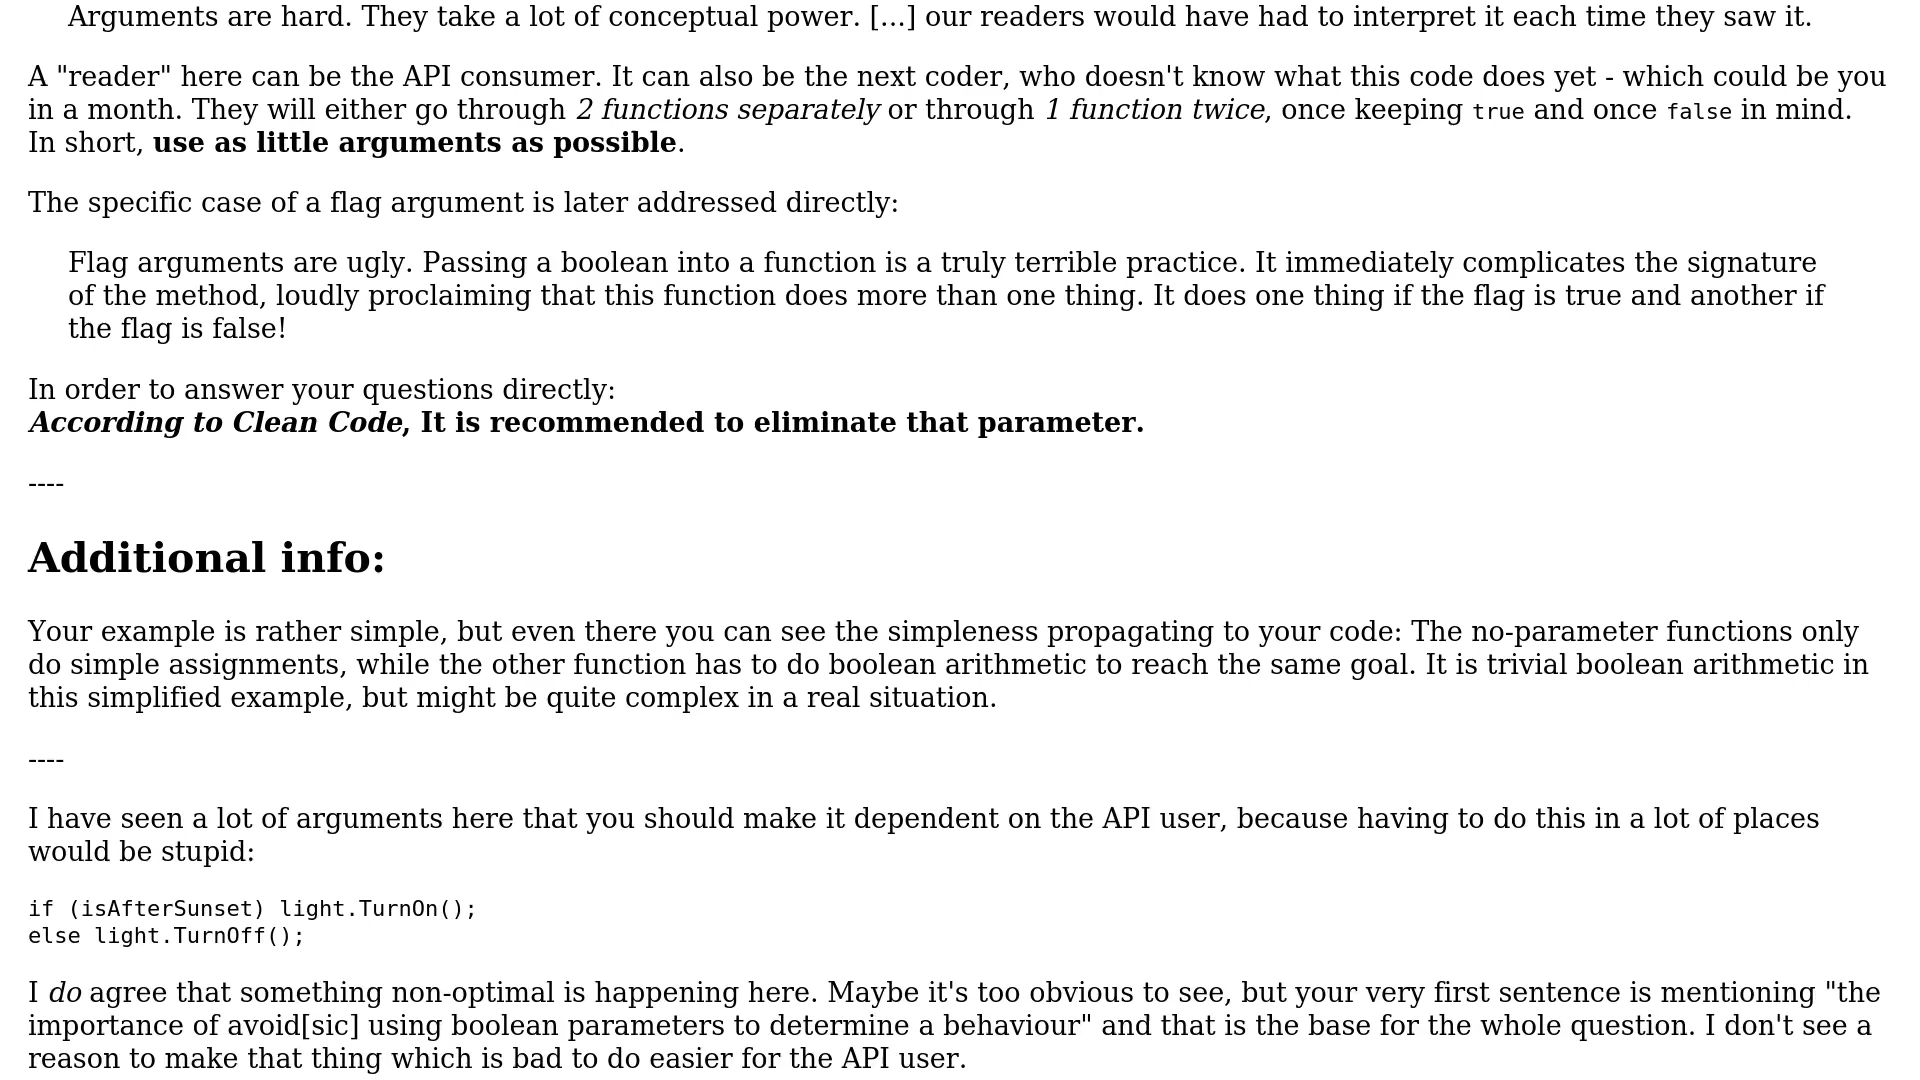 Arguments are hard. They take a lot of conceptual power. [...] our readers would have had to interpret it each time they saw it.
A "reader" here can be the API consumer. It can also be the next coder, who doesn't know what this code does yet - which could be you
in a month. They will either go through 2 functions separately or through 1 function twice, once keeping true and once false in mind.
In short, use as little arguments as possible.
The specific case of a flag argument is later addressed directly:
Flag arguments are ugly. Passing a boolean into a function is a truly terrible practice. It immediately complicates the signature
of the method, loudly proclaiming that this function does more than one thing. It does one thing if the flag is true and another if
the flag is false!
In order to answer your questions directly:
According to Clean Code, It is recommended to eliminate that parameter.
----
Additional info:
Your example is rather simple, but even there you can see the simpleness propagating to your code: The no-parameter functions only
do simple assignments, while the other function has to do boolean arithmetic to reach the same goal. It is trivial boolean arithmetic in
this simplified example, but might be quite complex in a real situation.
----
I have seen a lot of arguments here that you should make it dependent on the API user, because having to do this in a lot of places
would be stupid:
if (isAfterSunset) light.TurnOn();
else light.TurnOff();
I do agree that something non-optimal is happening here. Maybe it's too obvious to see, but your very first sentence is mentioning "the
importance of avoid[sic] using boolean parameters to determine a behaviour" and that is the base for the whole question. I don't see a
reason to make that thing which is bad to do easier for the API user.